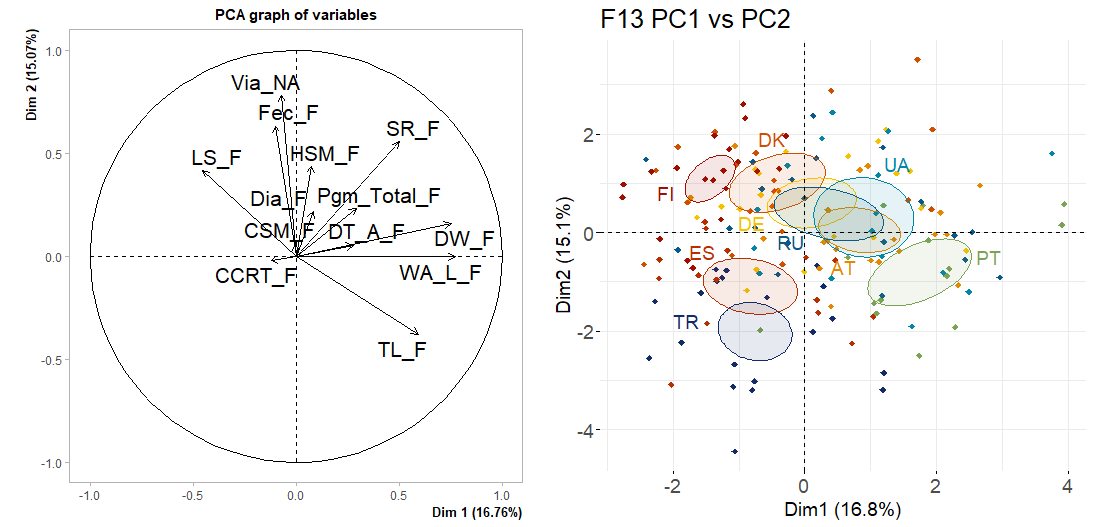 PCA graph of variables
Dim 2 (15.07%)
1.0
0.5
0.0
-0.5
-1.0
Via_NA
Fec_F
SR_F
LS_F
HSM_F
Dia_F
Pgm_Total_F
CSM_F
DT_A_F
DW_F
CCRT_F
WA_L_F
TL_F
-1.0
-0.5
0.0
0.5
1.0
Dim 1 (16.76%)
F13 PC1 vs PC2
Dim2 (15.1%)
2
0
-2
-4
DK
UA
FI
DE
RU
ES
AT
PT
TR
-2
0
2
4
Dim1 (16.8%)